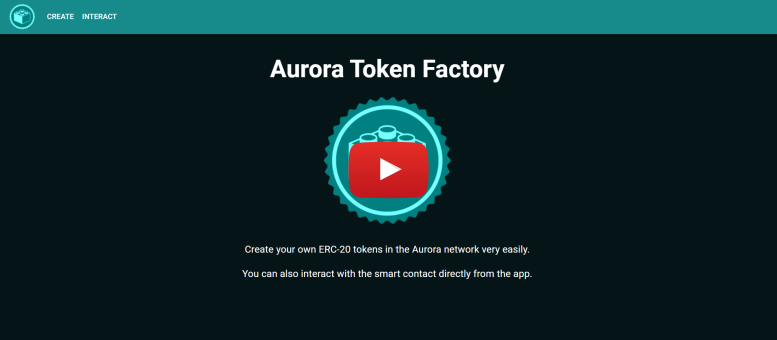 CREATE INTERACT
Aurora Token Factory
Create your own ERC-20 tokens in the Aurora network very easily.
You can also interact with the smart contact directly from the app.